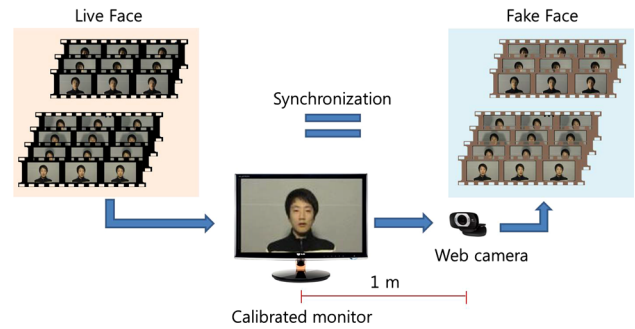 Live Face
Fake Face
Synchronization
Web camera
1 m
Calibrated monitor